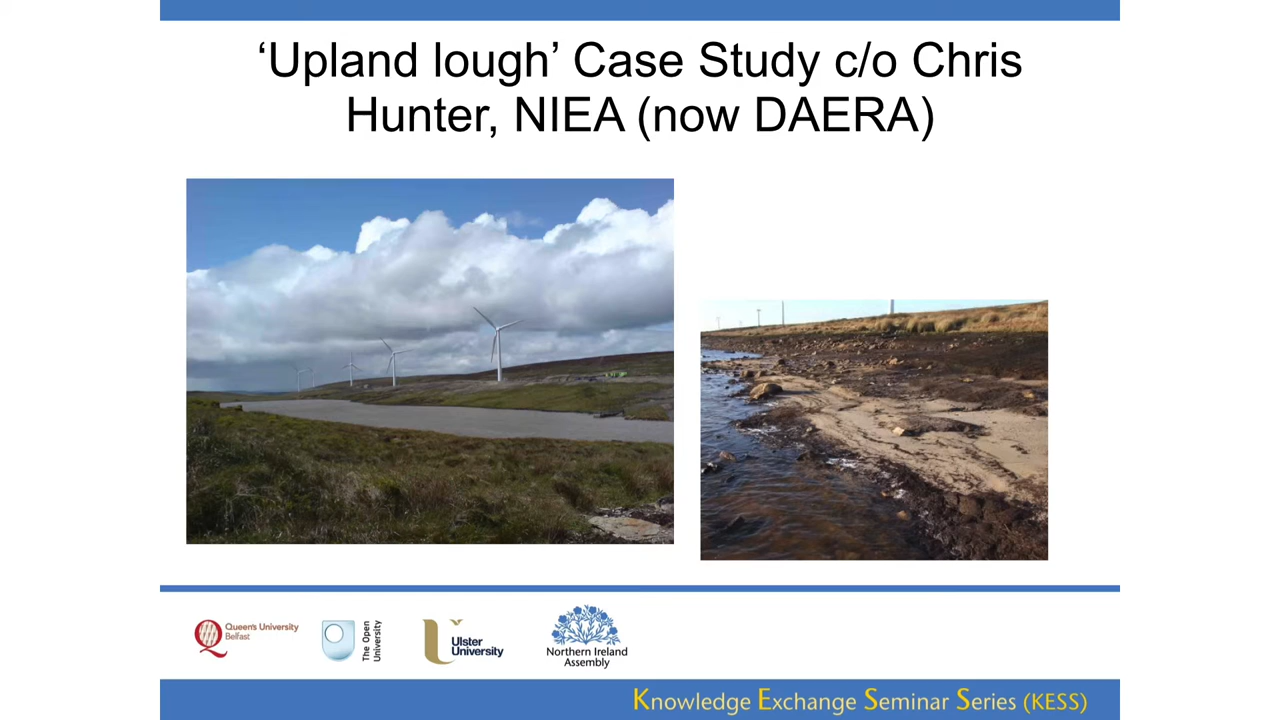 ‘Upland lough’ Case Study c/o Chris
Hunter, NIEA (now DAERA)
Queen's University
Belfast
The Open
University
Ulster
University
Northern Ireland
Assembly
Knowledge Exchange Seminar Series (KESS)